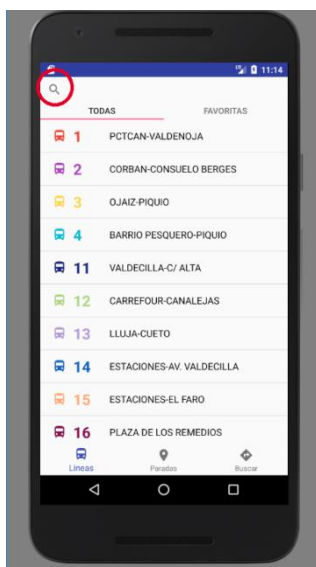 11:14
TODAS FAVORITAS
1 PCTCAN-VALDENOJA
2 CORBAN-CONSUELO BERGES
3 OJAIZ-PIQUIO
4 BARRIO PESQUERO-PIQUIO
11 VALDECILLA-C/ ALTA
12 CARREFOUR-CANALEJAS
13 LLUJA-CUETO
14 ESTACIONES-AV. VALDECILLA
15 ESTACIONES-EL FARO
16 PLAZA DE LOS REMEDIOS
Líneas Paradas Buscar